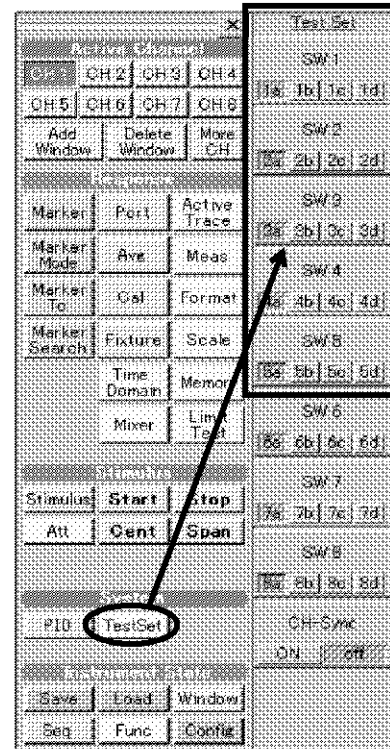 ×
Active Channel
CH 1 CH 2 CH 3 CH 4
CH 5 CH 6 CH 7 CH 8
Add Window Delete Window More CH
Response
Marker Port Active Trace
Marker Mode Ave Meas
Marker To Cal Format
Marker Search Fixture Scale
Time Domain Memory
Mixer Limit Test
Stimulus
Stimulus Start Stop
Att Cent Span
System
PID TestSet
Instrument State
Save Load Window
Seq Func Config
Test Set
SW 1
1a 1b 1c 1d
SW 2
2a 2b 2c 2d
SW 3
3a 3b 3c 3d
SW 4
4a 4b 4c 4d
SW 5
5a 5b 5c 5d
SW 6
6a 6b 6c 6d
SW 7
7a 7b 7c 7d
SW 8
8a 8b 8c 8d
CH-Sync
ON off